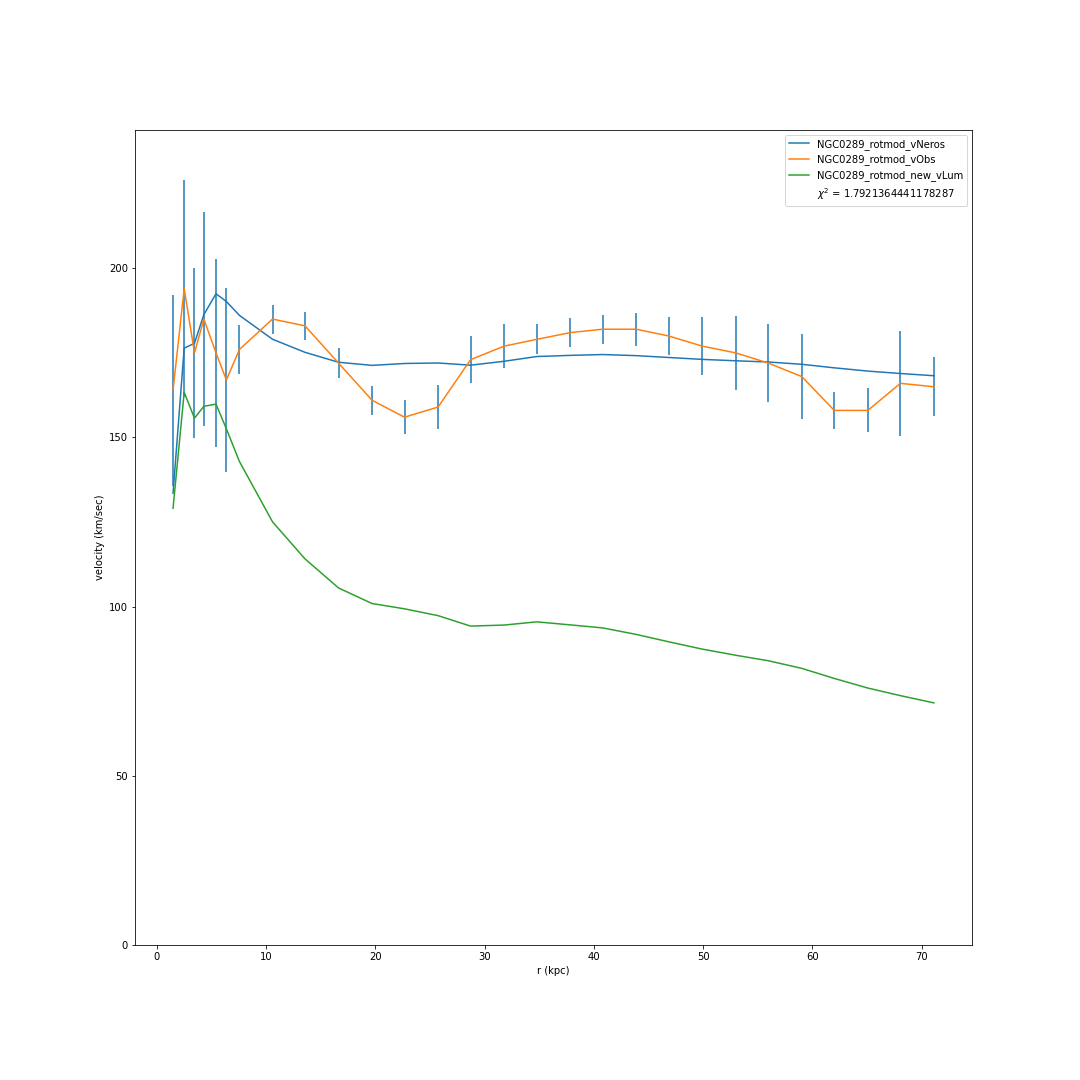 NGC0289_rotmod_vNeros
NGC0289_rotmod_vObs
NGC0289_rotmod_new_vLum
χ² = 1.7921364441178287
200
150
100
50
0
velocity (km/sec)
0 10 20 30 40 50 60 70
r (kpc)